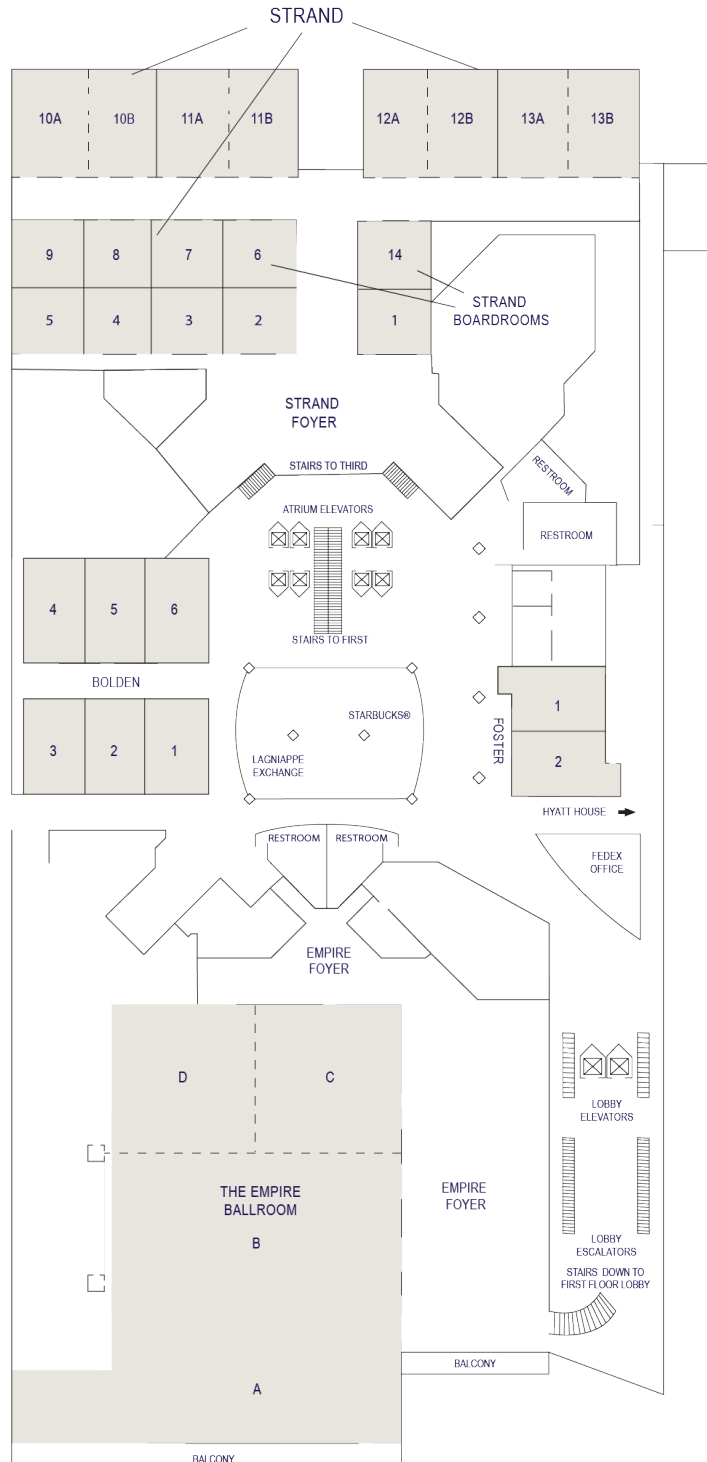 STRAND
10A
10B
11A
11B
12A
12B
13A
13B
9
8
7
6
14
STRAND
BOARDROOMS
5
4
3
2
1
STRAND
FOYER
STAIRS TO THIRD
RESTROOM
ATRIUM ELEVATORS
RESTROOM
4
5
6
STAIRS TO FIRST
BOLDEN
3
2
1
STARBUCKS®
LAGNIAPPE
EXCHANGE
FOSTER
1
2
HYATT HOUSE
RESTROOM
RESTROOM
FEDEX
OFFICE
EMPIRE
FOYER
D
C
LOBBY
ELEVATORS
THE EMPIRE
BALLROOM
B
EMPIRE
FOYER
LOBBY
ESCALATORS
STAIRS DOWN TO
FIRST FLOOR LOBBY
BALCONY
A
BALCONY